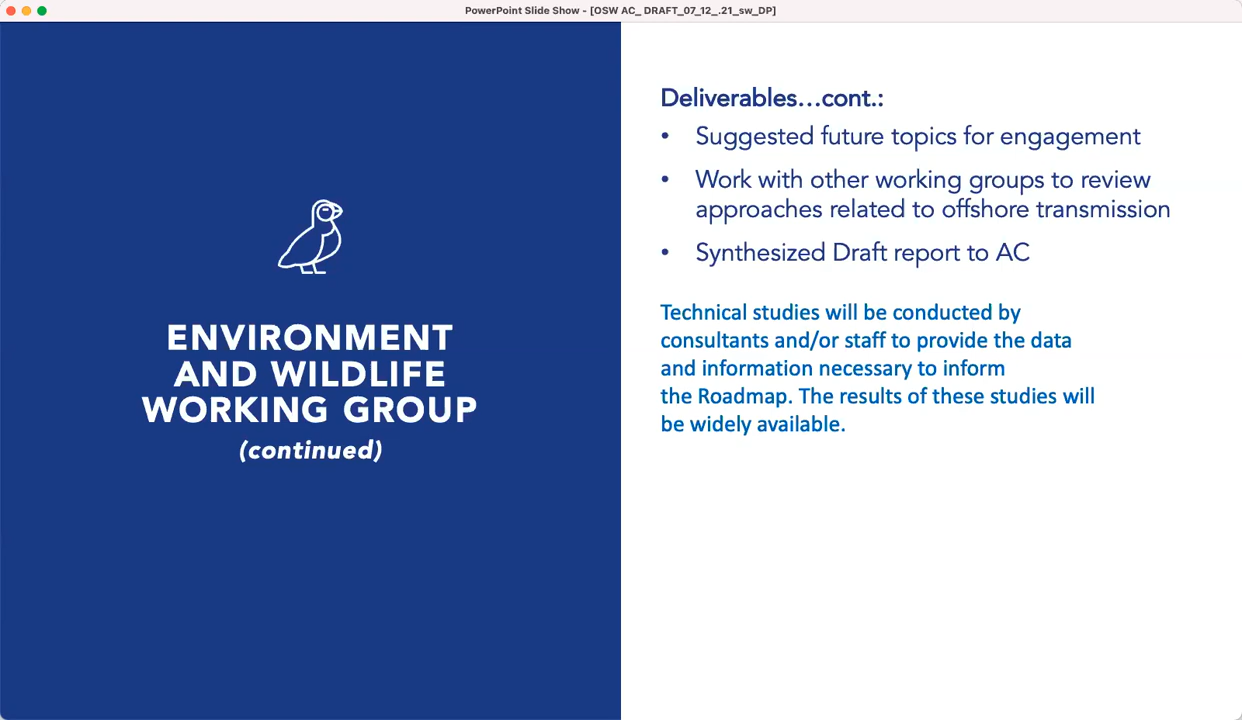 PowerPoint Slide Show - [OSW AC_ DRAFT_07_12_.21_sw_DP]
ENVIRONMENT
AND WILDLIFE
WORKING GROUP
(continued)
Deliverables…cont.:
• Suggested future topics for engagement
• Work with other working groups to review
approaches related to offshore transmission
• Synthesized Draft report to AC
Technical studies will be conducted by
consultants and/or staff to provide the data
and information necessary to inform
the Roadmap. The results of these studies will
be widely available.